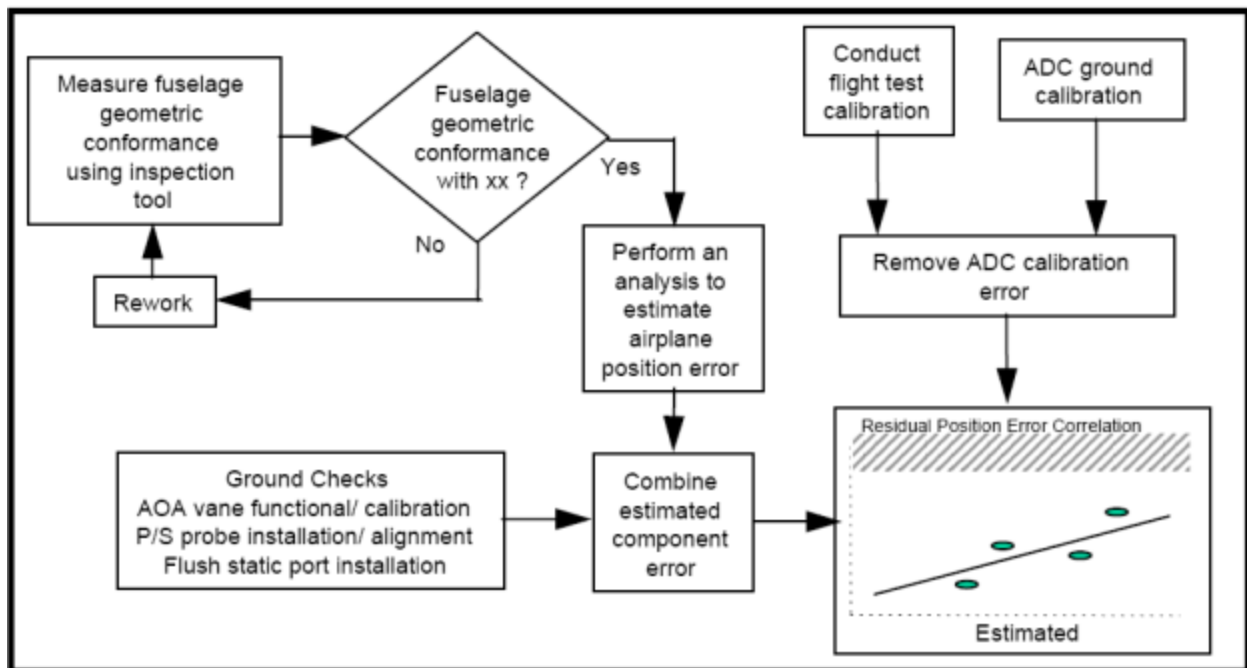 Measure fuselage
geometric
conformance
using inspection
tool
Fuselage
geometric
conformance
with xx ?
Yes
No
Rework
Perform an
analysis to
estimate
airplane
position error
Conduct
flight test
calibration
ADC ground
calibration
Remove ADC calibration
error
Ground Checks
AOA vane functional/ calibration
P/S probe installation/ alignment
Flush static port installation
Combine
estimated
component
error
Residual Position Error Correlation
Estimated